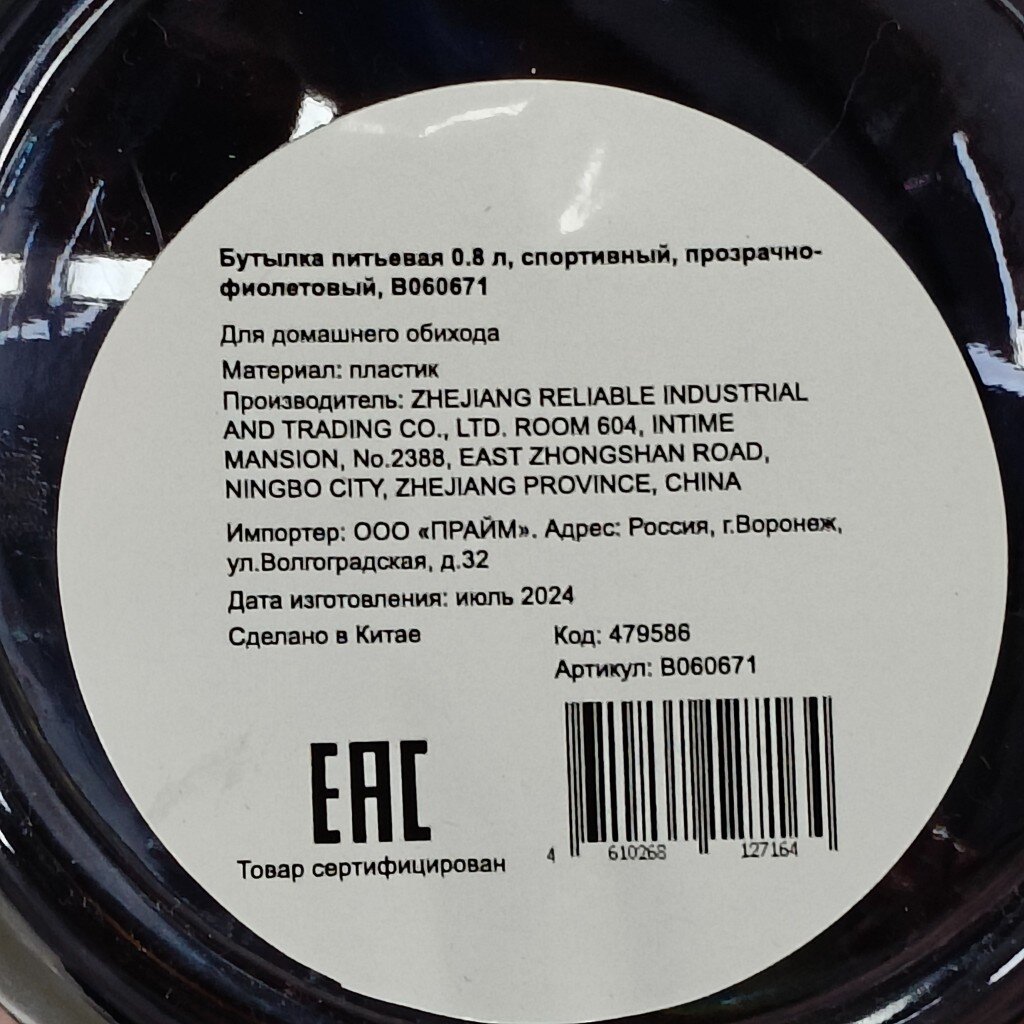 Бутылка питьевая 0.8 л, спортивный, прозрачно-
фиолетовый, B060671
Для домашнего обихода
Материал: пластик
Производитель: ZHEJIANG RELIABLE INDUSTRIAL
AND TRADING CO., LTD. ROOM 604, INTIME
MANSION, No.2388, EAST ZHONGSHAN ROAD,
NINGBO CITY, ZHEJIANG PROVINCE, CHINA
Импортер: ООО «ПРАЙМ». Адрес: Россия, г.Воронеж,
ул.Волгоградская, д.32
Дата изготовления: июль 2024
Сделано в Китае
Код: 479586
Артикул: B060671
EAC
Товар сертифицирован
4 610268 127164